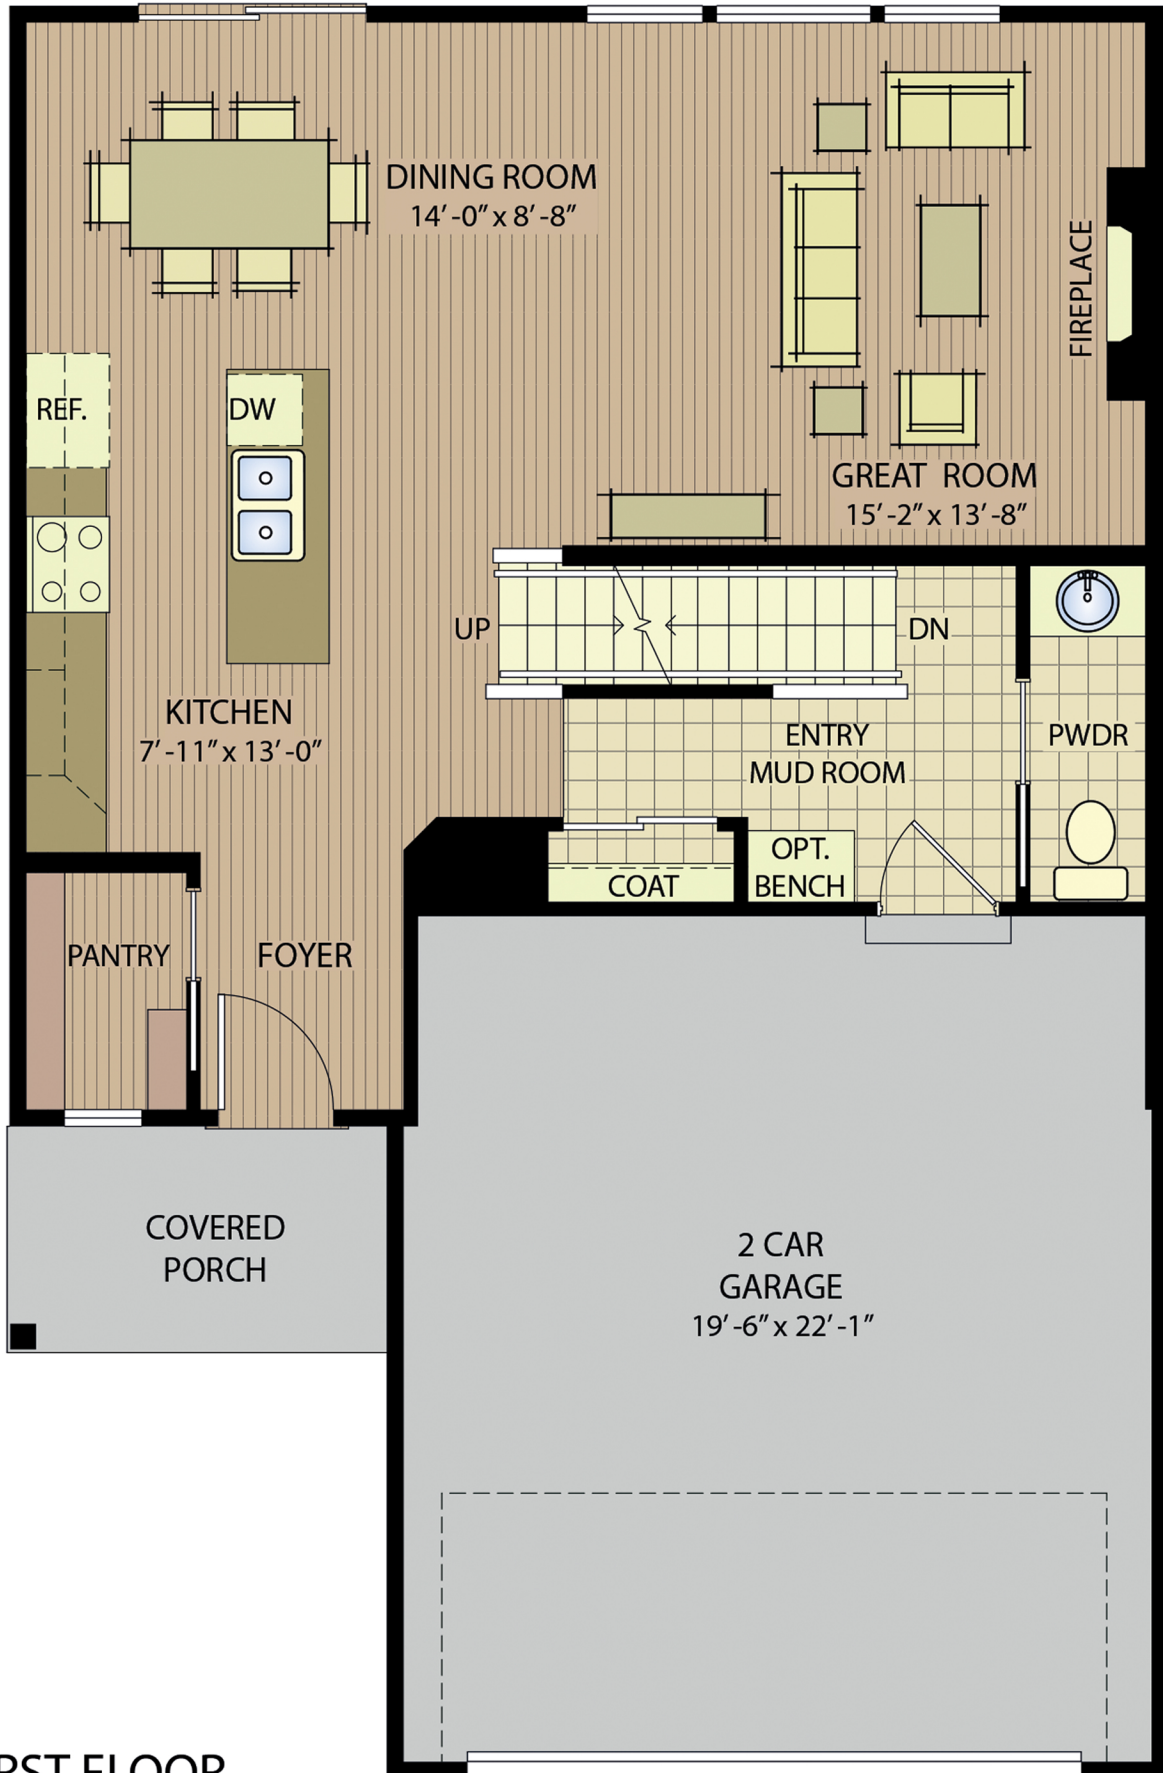 DINING ROOM
14'-0" x 8'-8"
FIREPLACE
REF.
DW
GREAT ROOM
15'-2" x 13'-8"
UP
DN
KITCHEN
7'-11" x 13'-0"
ENTRY
MUD ROOM
PWDR
OPT.
BENCH
COAT
PANTRY
FOYER
COVERED
PORCH
2 CAR
GARAGE
19'-6" x 22'-1"
RST FLOOR